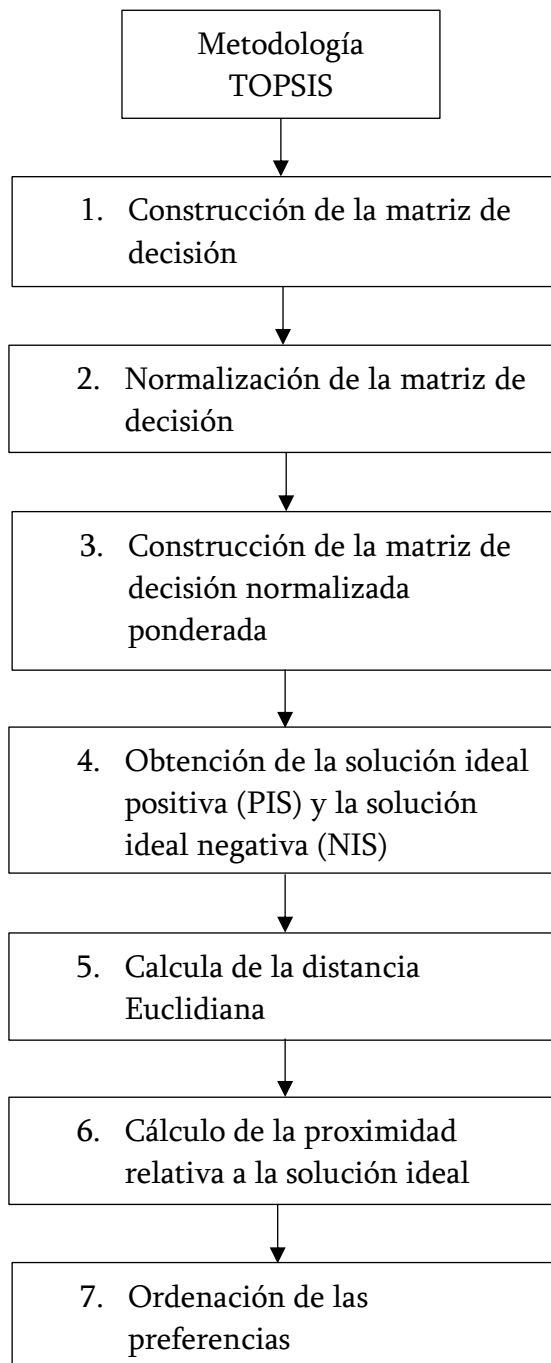 Metodología
TOPSIS
1. Construcción de la matriz de
decisión
2. Normalización de la matriz de
decisión
3. Construcción de la matriz de
decisión normalizada
ponderada
4. Obtención de la solución ideal
positiva (PIS) y la solución
ideal negativa (NIS)
5. Calcula de la distancia
Euclidiana
6. Cálculo de la proximidad
relativa a la solución ideal
7. Ordenación de las
preferencias